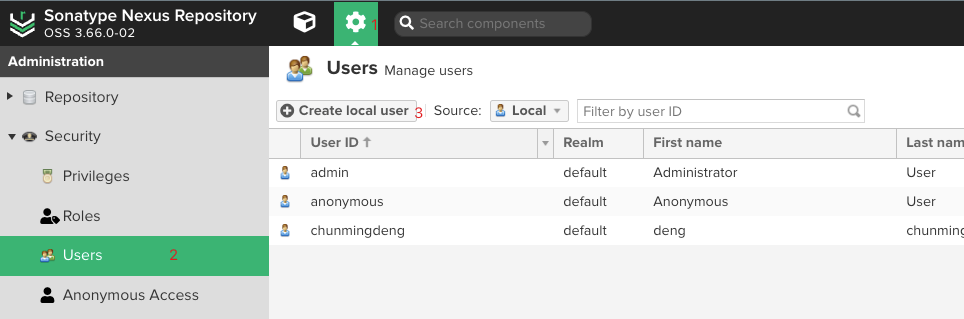 Sonatype Nexus Repository
OSS 3.66.0-02
1
Search components
Administration
Users Manage users
Repository
Create local user 3 Source: Local Filter by user ID
Security
User ID Realm First name Last nam
Privileges
admin default Administrator User
anonymous default Anonymous User
Roles
chunmingdeng default deng chunming
Users 2
Anonymous Access